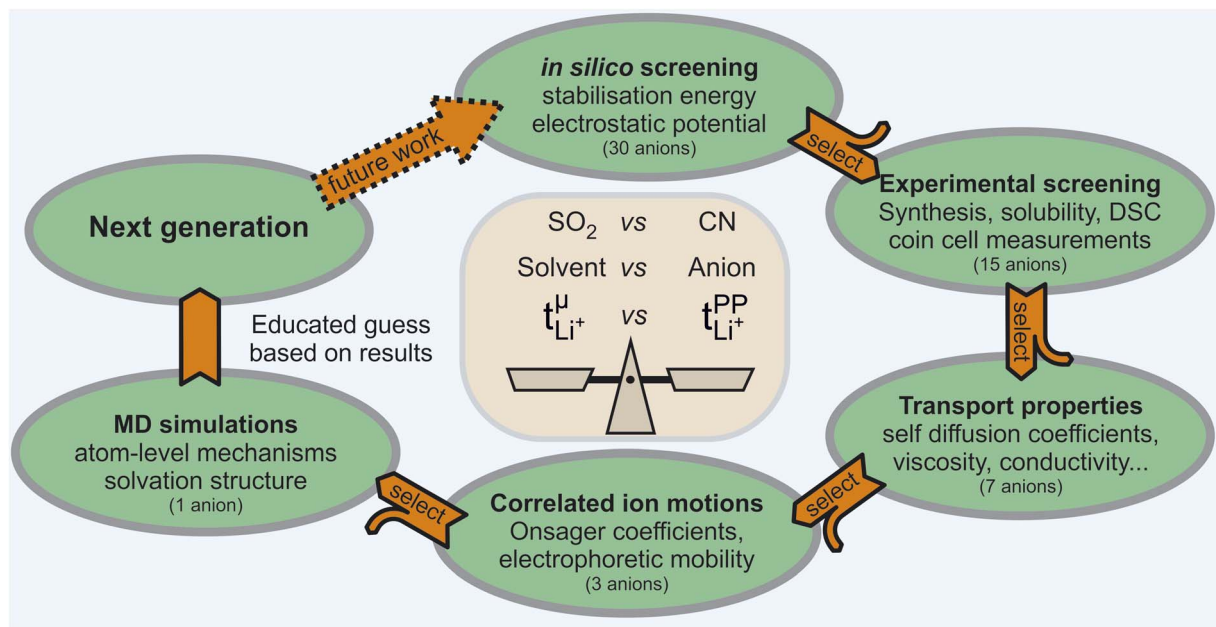 in silico screening
stabilisation energy
electrostatic potential
(30 anions)
select
Experimental screening
Synthesis, solubility, DSC
coin cell measurements
(15 anions)
select
Transport properties
self diffusion coefficients,
viscosity, conductivity...
(7 anions)
select
Correlated ion motions
Onsager coefficients,
electrophoretic mobility
(3 anions)
select
MD simulations
atom-level mechanisms
solvation structure
(1 anion)
Educated guess
based on results
Next generation
future work
SO₂ vs CN
Solvent vs Anion
t^μ_Li⁺ vs t^PP_Li⁺